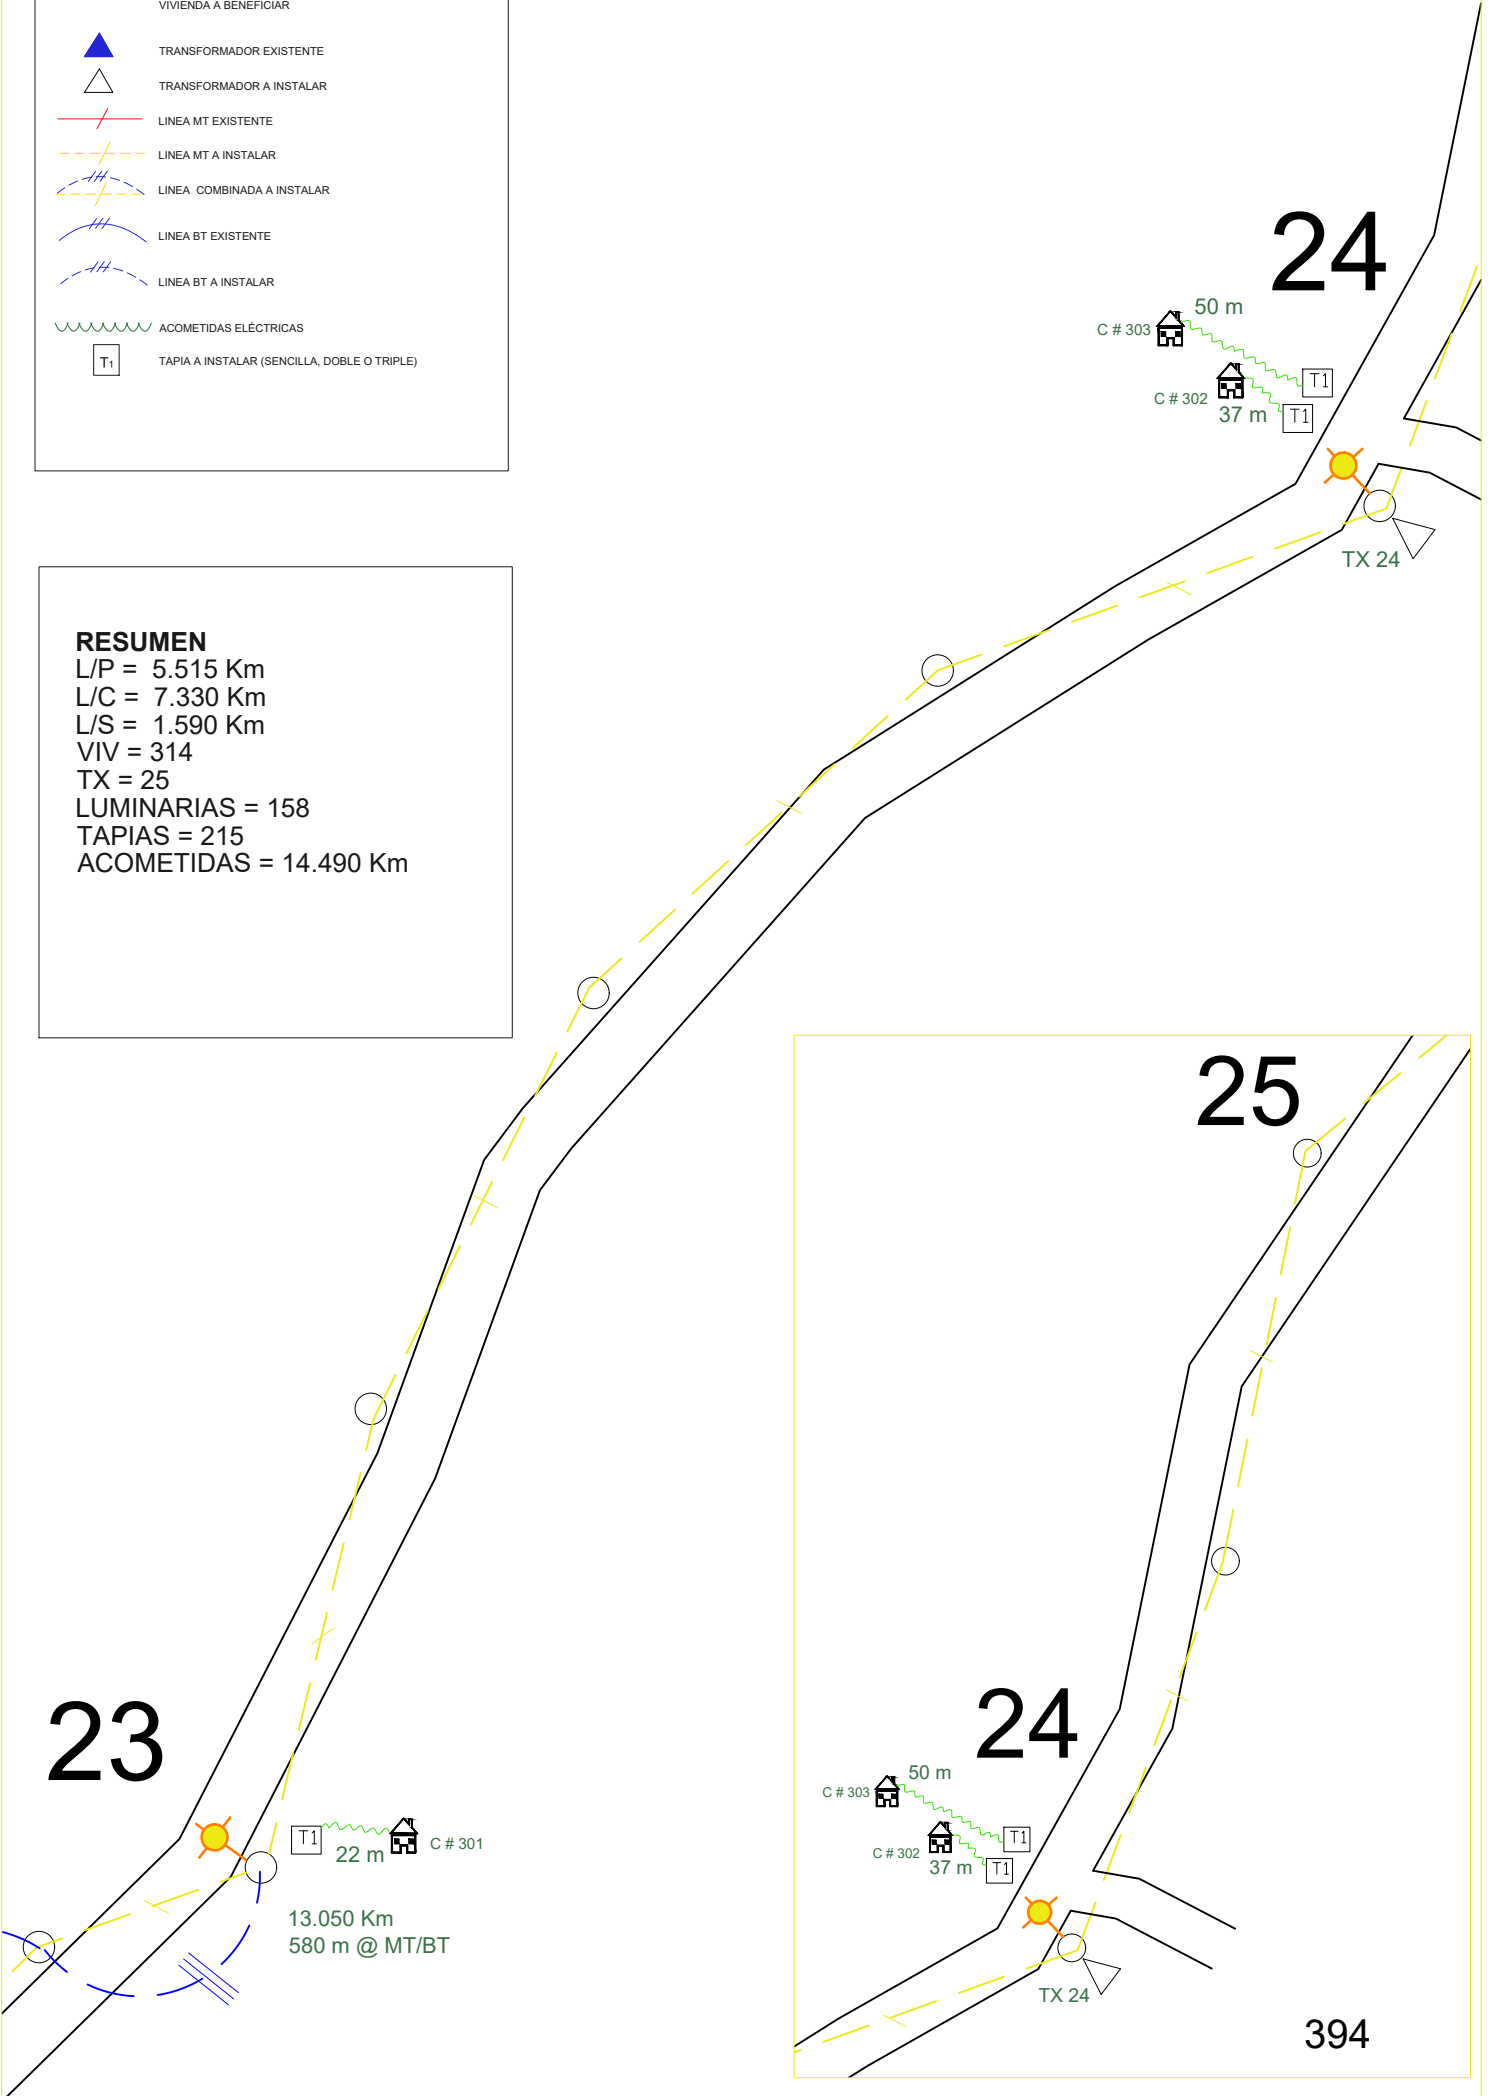 VIVIENDA A BENEFICIAR
TRANSFORMADOR EXISTENTE
TRANSFORMADOR A INSTALAR
LINEA MT EXISTENTE
LINEA MT A INSTALAR
LINEA COMBINADA A INSTALAR
LINEA BT EXISTENTE
LINEA BT A INSTALAR
ACOMETIDAS ELÉCTRICAS
T1 TAPIA A INSTALAR (SENCILLA, DOBLE O TRIPLE)
RESUMEN
L/P = 5.515 Km
L/C = 7.330 Km
L/S = 1.590 Km
VIV = 314
TX = 25
LUMINARIAS = 158
TAPIAS = 215
ACOMETIDAS = 14.490 Km
24
50 m
C # 303
T1
C # 302
37 m
T1
TX 24
23
T1
22 m
C # 301
13.050 Km
580 m @ MT/BT
25
24
50 m
C # 303
T1
C # 302
37 m
T1
TX 24
394